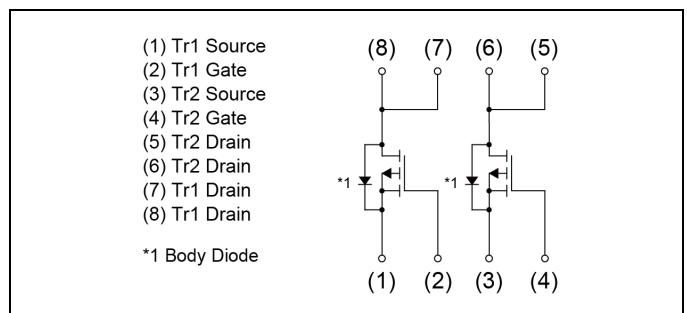 (1) Tr1 Source
(2) Tr1 Gate
(3) Tr2 Source
(4) Tr2 Gate
(5) Tr2 Drain
(6) Tr2 Drain
(7) Tr1 Drain
(8) Tr1 Drain
*1 Body Diode
(8) (7) (6) (5)
*1 *1
(1) (2) (3) (4)